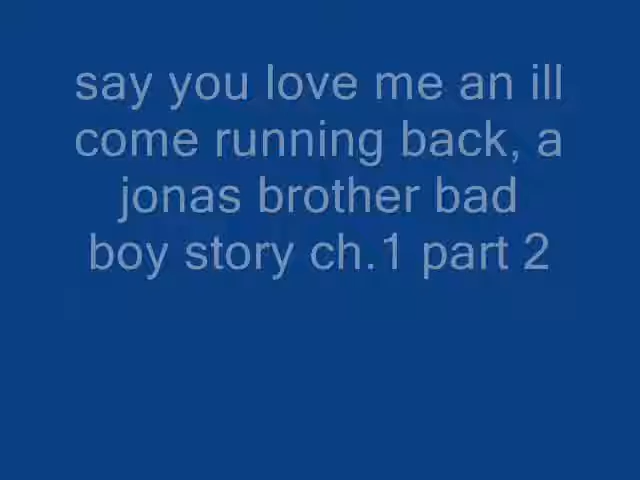 say you love me an ill
come running back, a
jonas brother bad
boy story ch.1 part 2